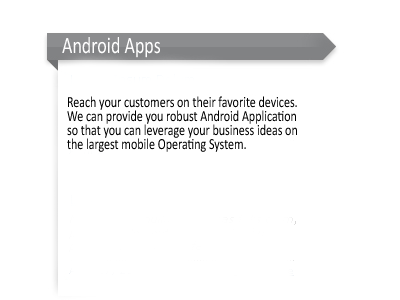 Android Apps
Reach your customers on their favorite devices.
We can provide you robust Android Application
so that you can leverage your business ideas on
the largest mobile Operating System.